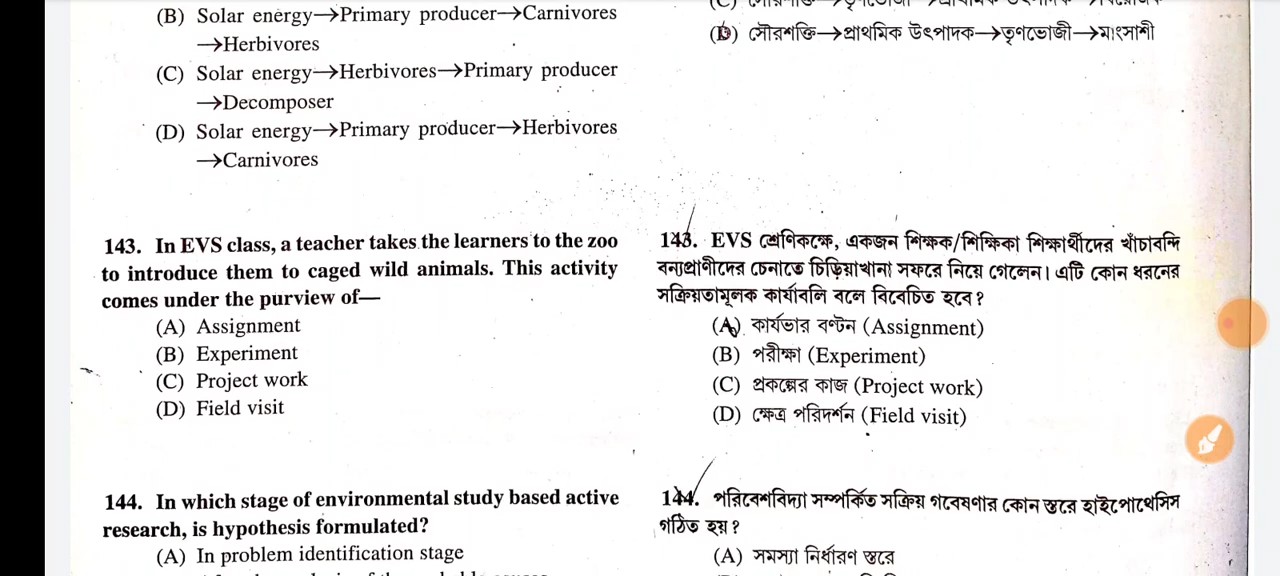 (B) Solar energy→Primary producer→Carnivores
→Herbivores
(C) Solar energy→Herbivores→Primary producer
→Decomposer
(D) Solar energy→Primary producer→Herbivores
→Carnivores
143. In EVS class, a teacher takes the learners to the zoo
to introduce them to caged wild animals. This activity
comes under the purview of—
(A) Assignment
(B) Experiment
(C) Project work
(D) Field visit
144. In which stage of environmental study based active
research, is hypothesis formulated?
(A) In problem identification stage
(D) সৌরশক্তি→প্রাথমিক উৎপাদক→তৃণভোজী→মাংসাশী
143. EVS শ্রেণিকক্ষে, একজন শিক্ষক/শিক্ষিকা শিক্ষার্থীদের খাঁচাবন্দি
বন্যপ্রাণীদের চেনাতে চিড়িয়াখানা সফরে নিয়ে গেলেন। এটি কোন ধরনের
সক্রিয়তামূলক কার্যাবলি বলে বিবেচিত হবে?
(A) কার্যভার বণ্টন (Assignment)
(B) পরীক্ষা (Experiment)
(C) প্রকল্পের কাজ (Project work)
(D) ক্ষেত্র পরিদর্শন (Field visit)
144. পরিবেশবিদ্যা সম্পর্কিত সক্রিয় গবেষণার কোন স্তরে হাইপোথেসিস
গঠিত হয়?
(A) সমস্যা নির্ধারণ স্তরে